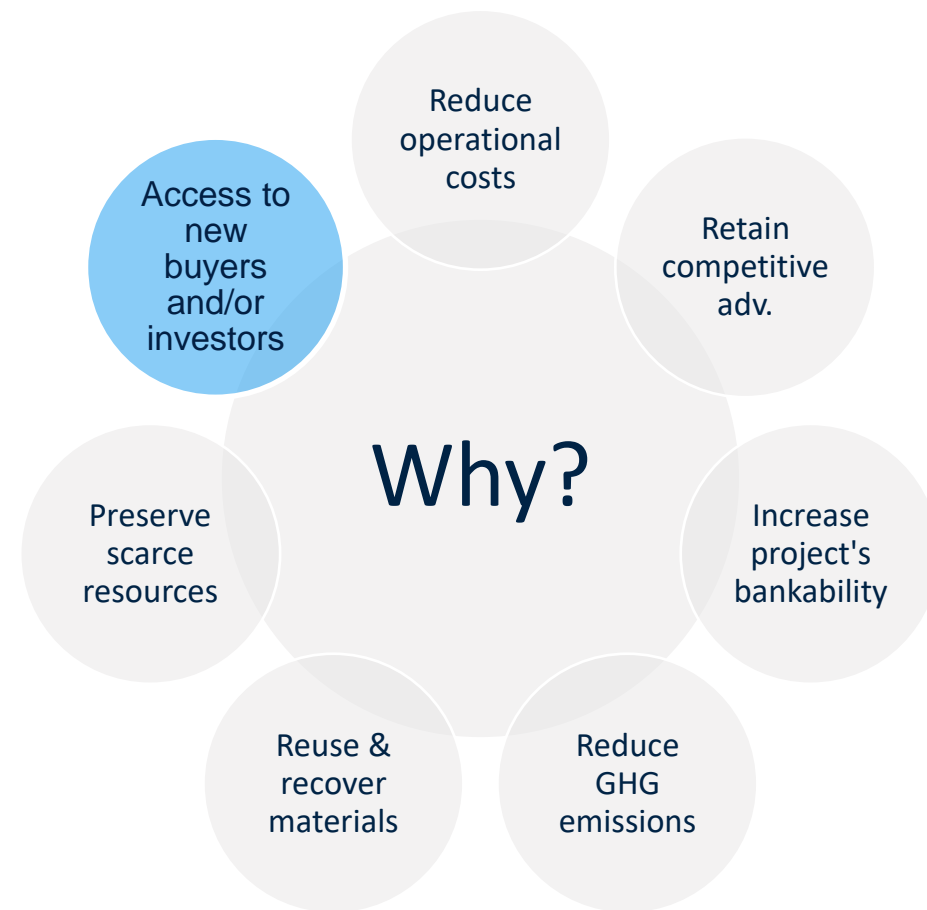 Reduce
operational
costs
Access to
new
buyers
and/or
investors
Retain
competitive
adv.
Why?
Preserve
scarce
resources
Increase
project's
bankability
Reuse &
recover
materials
Reduce
GHG
emissions